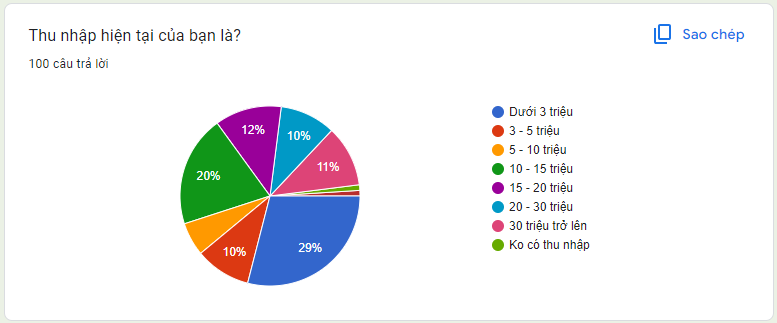 Thu nhập hiện tại của bạn là?
Sao chép
100 câu trả lời
12%
10%
11%
20%
10%
29%
Dưới 3 triệu
3 - 5 triệu
5 - 10 triệu
10 - 15 triệu
15 - 20 triệu
20 - 30 triệu
30 triệu trở lên
Ko có thu nhập